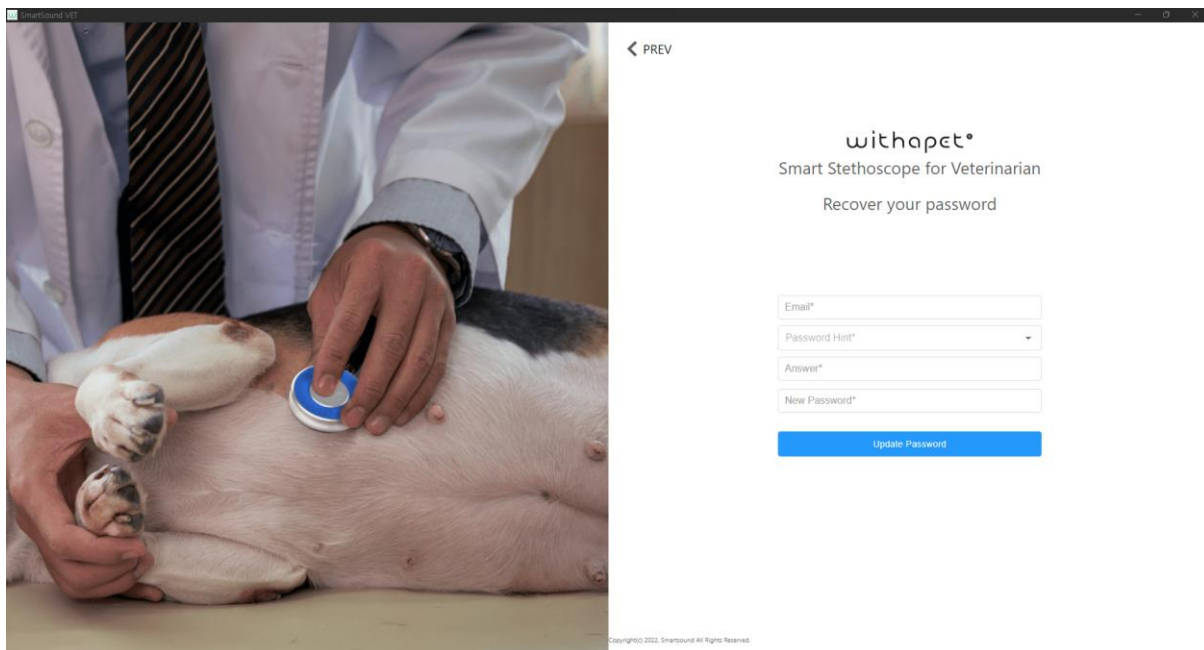 SmartSound VET
PREV
withapet
Smart Stethoscope for Veterinarian
Recover your password
Email*
Password Hint*
Answer*
New Password*
Update Password
Copyright(c) 2022, Smartsound All Rights Reserved.